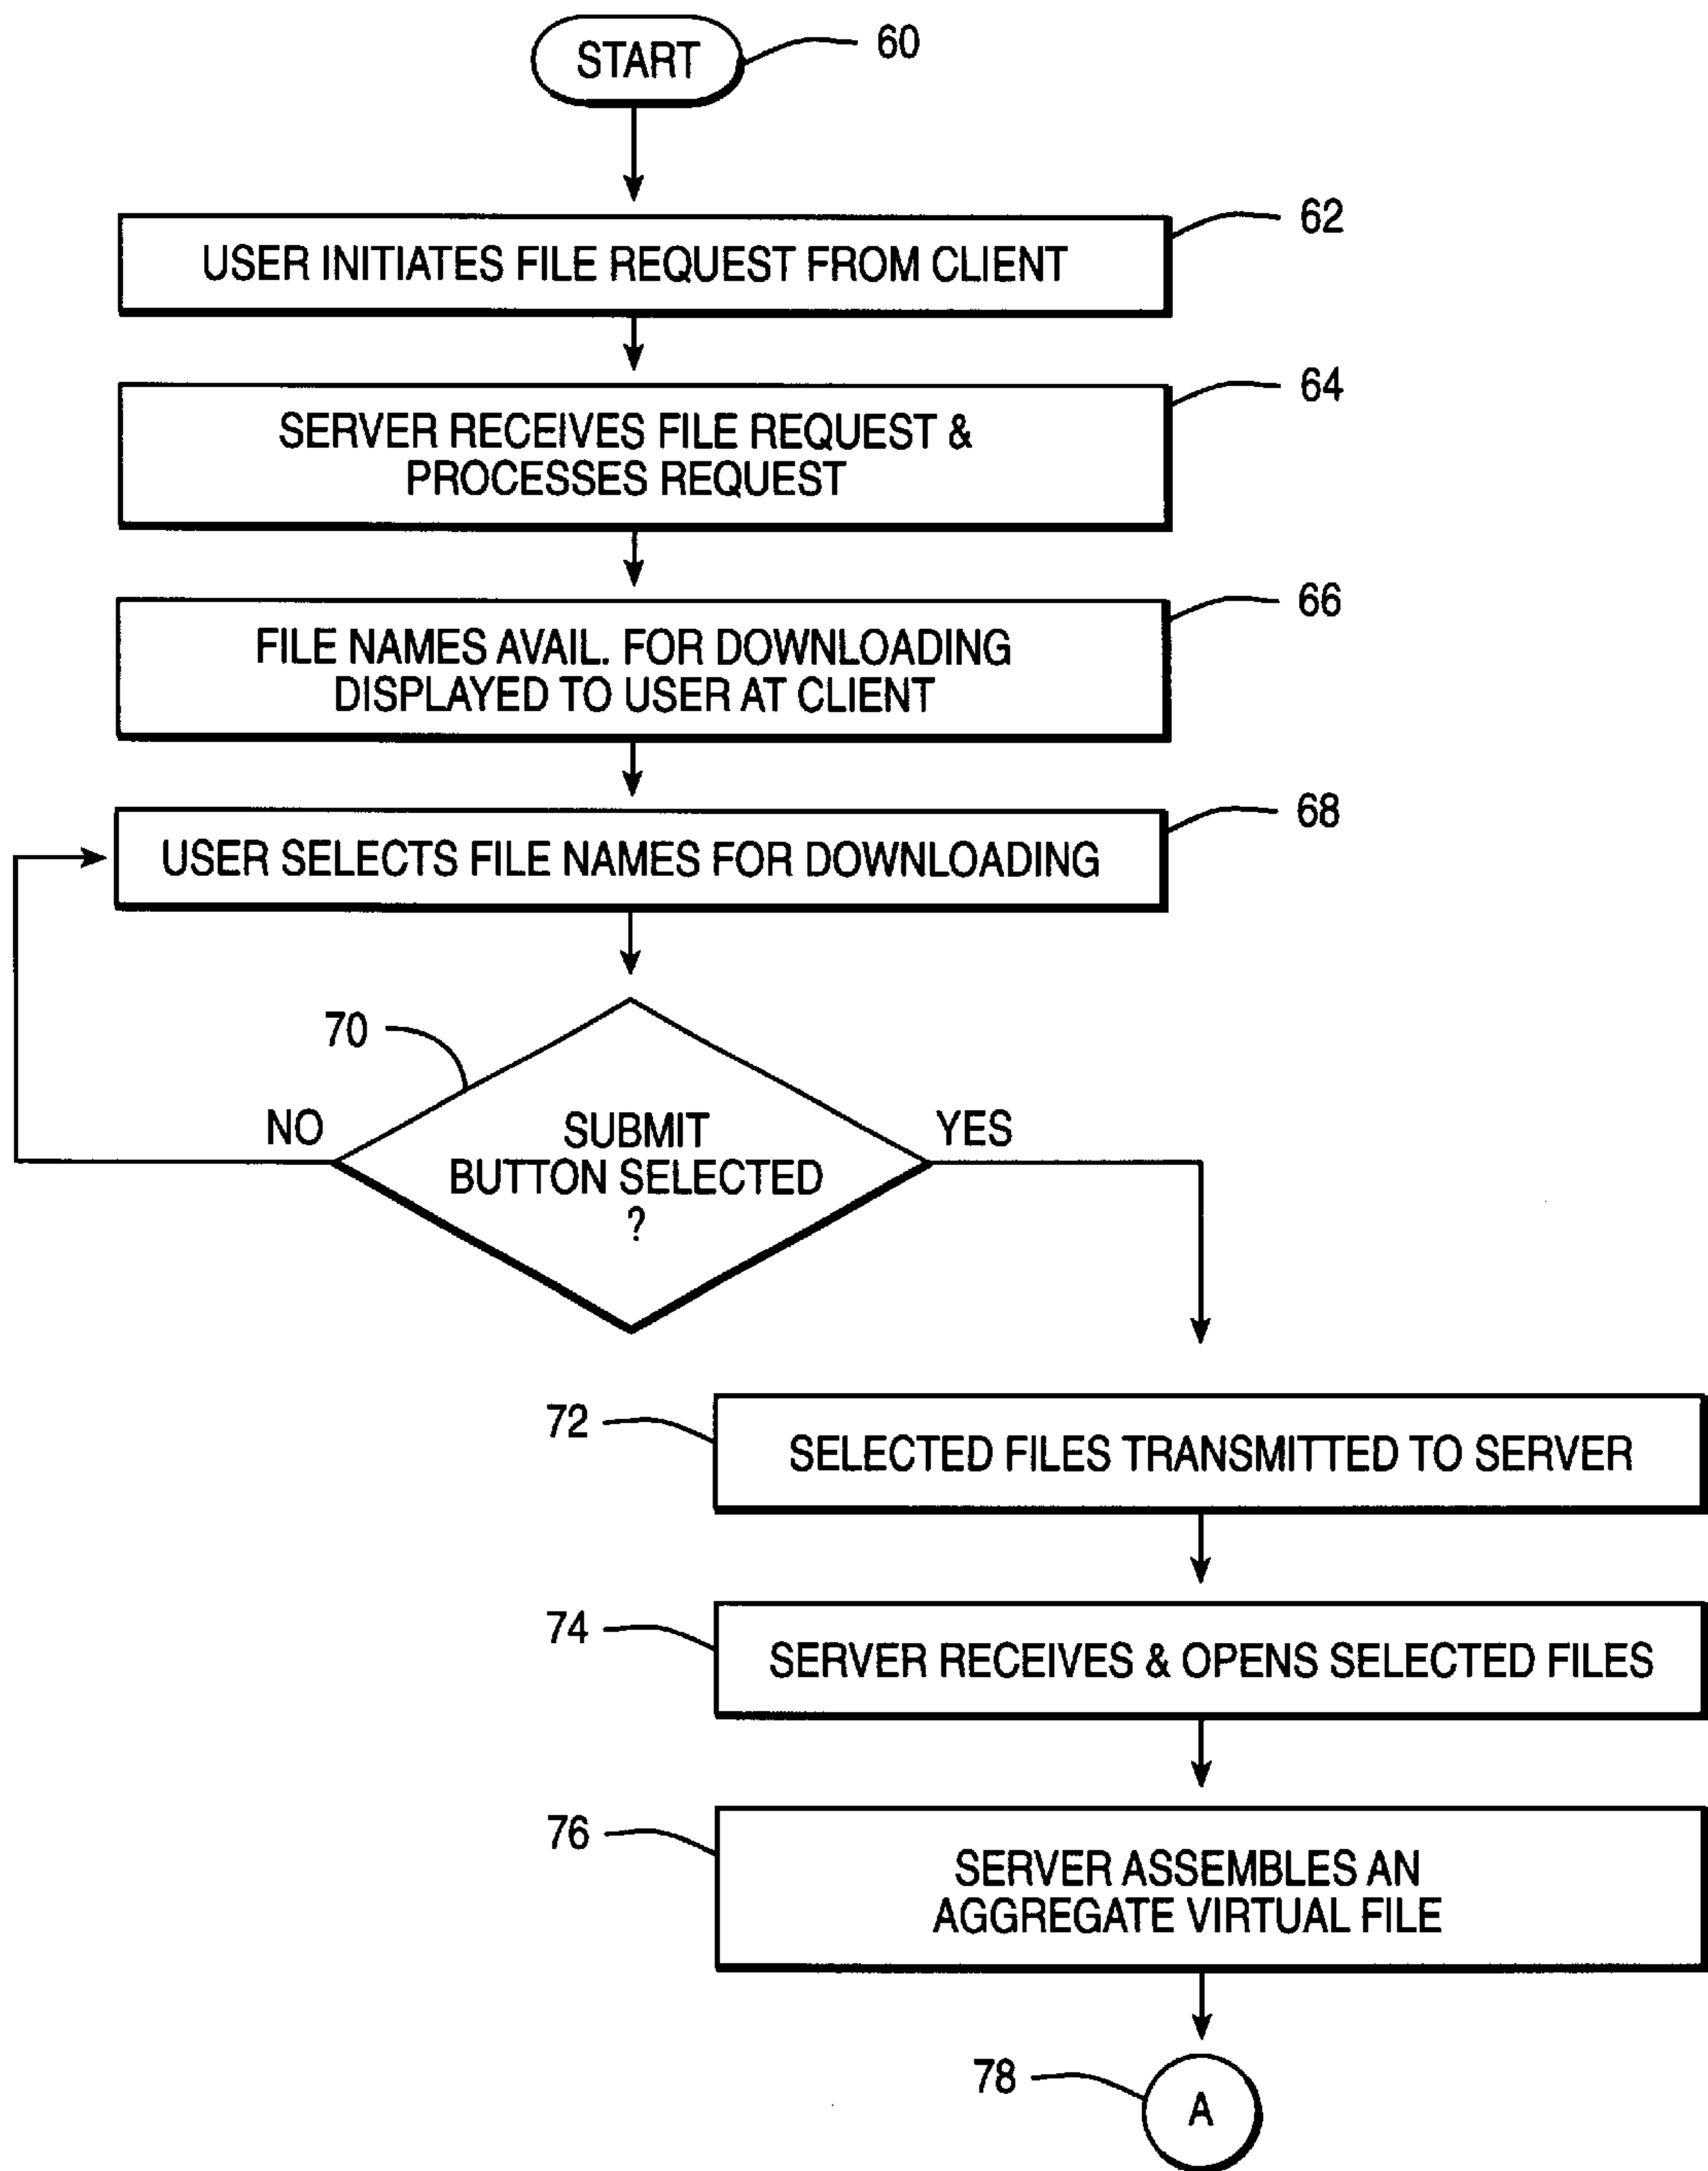 START
60
62
USER INITIATES FILE REQUEST FROM CLIENT
64
SERVER RECEIVES FILE REQUEST &
PROCESSES REQUEST
66
FILE NAMES AVAIL. FOR DOWNLOADING
DISPLAYED TO USER AT CLIENT
68
USER SELECTS FILE NAMES FOR DOWNLOADING
70
NO
SUBMIT
BUTTON SELECTED
?
YES
72
SELECTED FILES TRANSMITTED TO SERVER
74
SERVER RECEIVES & OPENS SELECTED FILES
76
SERVER ASSEMBLES AN
AGGREGATE VIRTUAL FILE
78
A